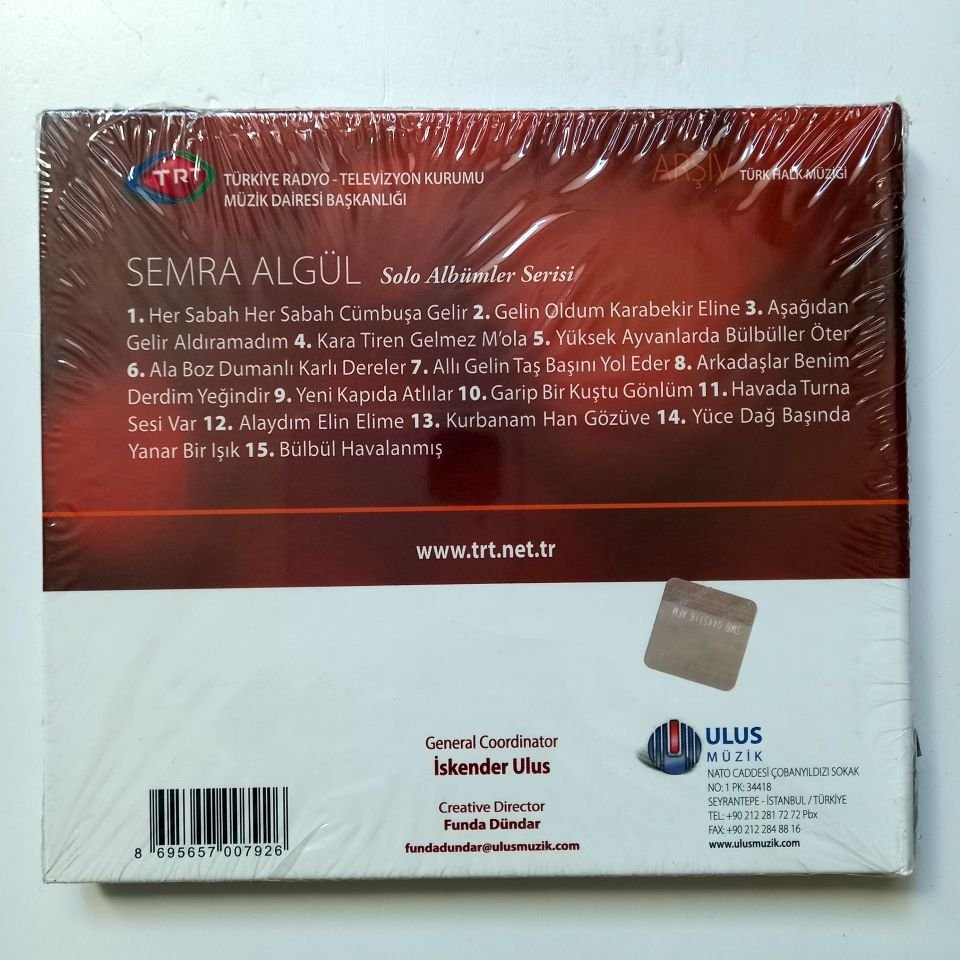 TRT
TÜRKİYE RADYO - TELEVİZYON KURUMU
MÜZİK DAİRESİ BAŞKANLIĞI
ARŞİV TÜRK HALK MÜZİĞİ
SEMRA ALGÜL Solo Albümler Serisi
1. Her Sabah Her Sabah Cümbuşa Gelir 2. Gelin Oldum Karabekir Eline 3. Aşağıdan
Gelir Aldıramadım 4. Kara Tiren Gelmez M'ola 5. Yüksek Ayvanlarda Bülbüller Öter
6. Ala Boz Dumanlı Karlı Dereler 7. Allı Gelin Taş Başını Yol Eder 8. Arkadaşlar Benim
Derdim Yeğindir 9. Yeni Kapıda Atlılar 10. Garip Bir Kuştu Gönlüm 11. Havada Turna
Sesi Var 12. Alaydım Elin Elime 13. Kurbanam Han Gözüve 14. Yüce Dağ Başında
Yanar Bir Işık 15. Bülbül Havalanmış
www.trt.net.tr
SMB 0445116 AFM
General Coordinator
İskender Ulus
Creative Director
Funda Dündar
fundadundar@ulusmuzik.com
ULUS
MÜZİK
NATO CADDESİ ÇOBANYILDIZI SOKAK
NO: 1 PK: 34418
SEYRANTEPE - İSTANBUL / TÜRKİYE
TEL: +90 212 281 72 72 Pbx
FAX: +90 212 284 88 16
www.ulusmuzik.com
8 695657 007926